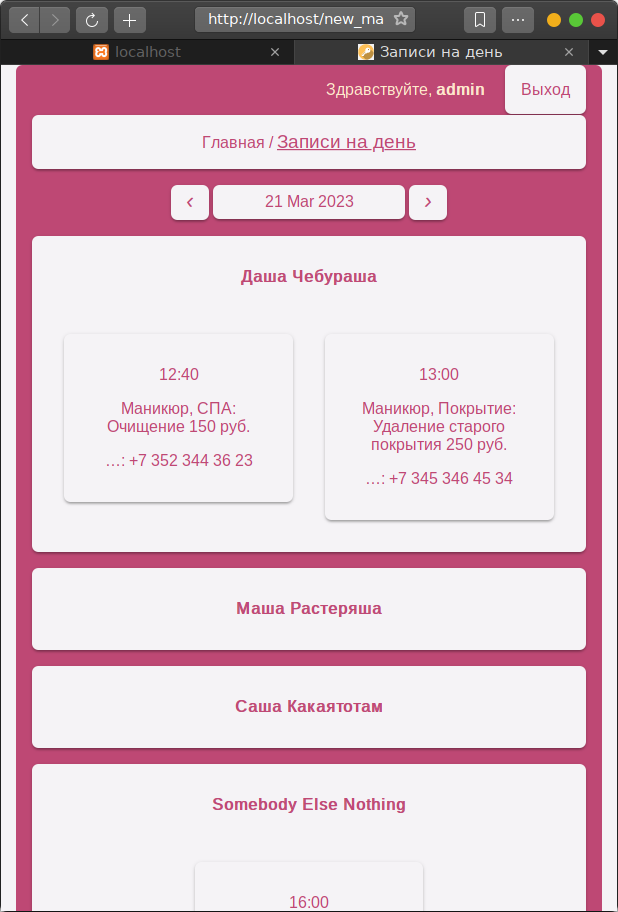 http://localhost/new_ma
localhost
Записи на день
Здравствуйте, admin
Выход
Главная / Записи на день
‹ 21 Mar 2023 ›
Даша Чебураша
12:40
Маникюр, СПА:
Очищение 150 руб.
…: +7 352 344 36 23
13:00
Маникюр, Покрытие:
Удаление старого
покрытия 250 руб.
…: +7 345 346 45 34
Маша Растеряша
Саша Какаятотам
Somebody Else Nothing
16:00